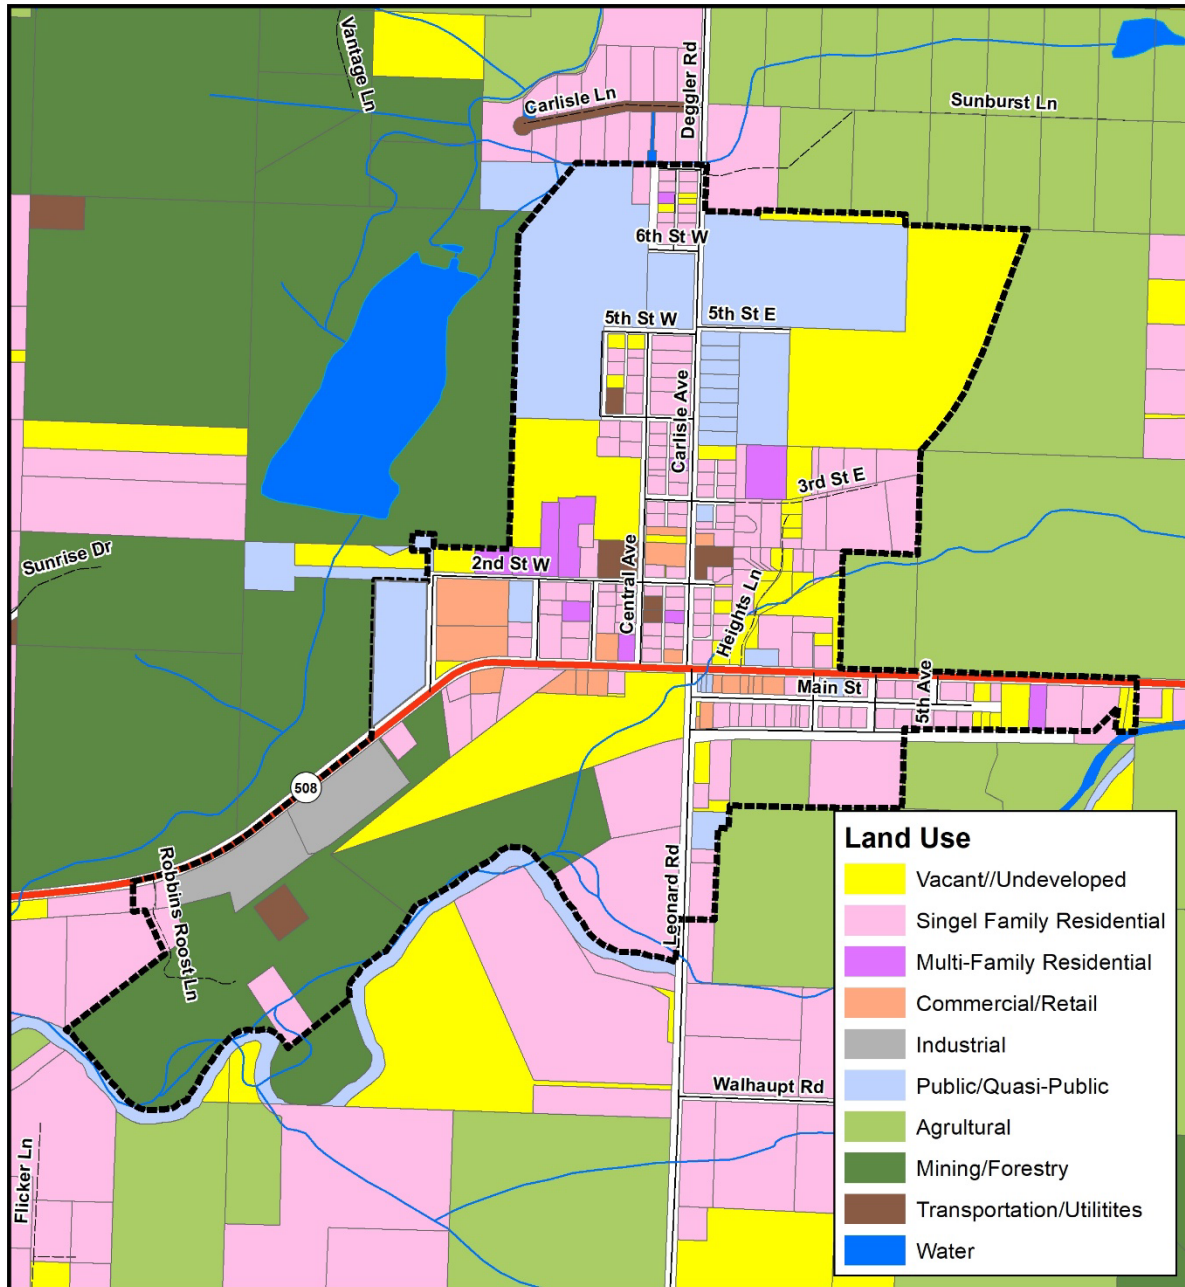 Vantage Ln
Carlisle Ln
Deggler Rd
Sunburst Ln
6th St W
5th St W
5th St E
Carlisle Ave
3rd St E
Sunrise Dr
2nd St W
Central Ave
Heights Ln
Main St
5th Ave
508
Robbins Roost Ln
Leonard Rd
Walhaupt Rd
Flicker Ln
Land Use
Vacant//Undeveloped
Singel Family Residential
Multi-Family Residential
Commercial/Retail
Industrial
Public/Quasi-Public
Agrultural
Mining/Forestry
Transportation/Utilitites
Water